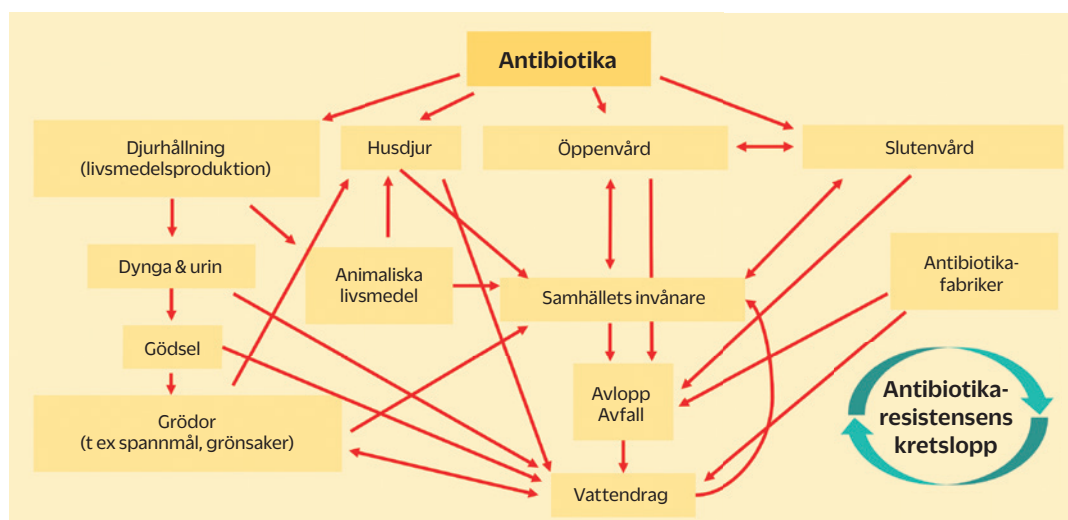 Antibiotika
Djurhållning
(livsmedelsproduktion)
Husdjur
Öppenvård
Slutenvård
Dynga & urin
Animaliska
livsmedel
Samhällets invånare
Antibiotika-
fabriker
Gödsel
Avlopp
Avfall
Grödor
(t ex spannmål, grönsaker)
Antibiotika-
resistensens
kretslopp
Vattendrag